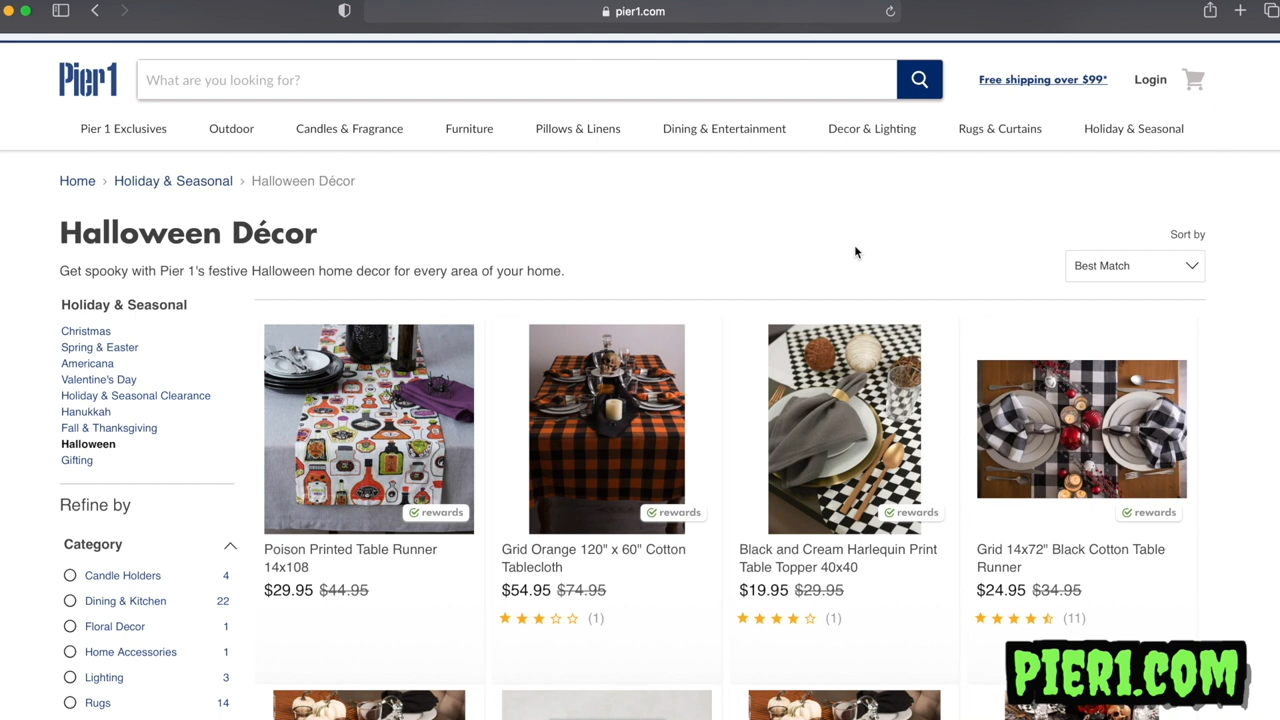 pier1.com
Pier1
What are you looking for?
Free shipping over $99*
Login
Pier 1 Exclusives
Outdoor
Candles & Fragrance
Furniture
Pillows & Linens
Dining & Entertainment
Decor & Lighting
Rugs & Curtains
Holiday & Seasonal
Home › Holiday & Seasonal › Halloween Décor
Halloween Décor
Get spooky with Pier 1's festive Halloween home decor for every area of your home.
Sort by
Best Match
Holiday & Seasonal
Christmas
Spring & Easter
Americana
Valentine's Day
Holiday & Seasonal Clearance
Hanukkah
Fall & Thanksgiving
Halloween
Gifting
Refine by
Category
Candle Holders 4
Dining & Kitchen 22
Floral Decor 1
Home Accessories 1
Lighting 3
Rugs 14
rewards
Poison Printed Table Runner
14x108
$29.95 $44.95
rewards
Grid Orange 120" x 60" Cotton
Tablecloth
$54.95 $74.95
(1)
rewards
Black and Cream Harlequin Print
Table Topper 40x40
$19.95 $29.95
(1)
rewards
Grid 14x72" Black Cotton Table
Runner
$24.95 $34.95
(11)
PIER1.COM